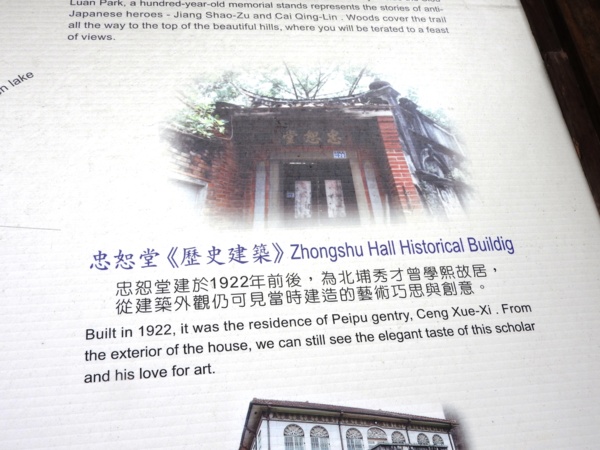 Luan Park, a hundred-year-old memorial stands represents the stories of anti-
Japanese heroes - Jiang Shao-Zu and Cai Qing-Lin . Woods cover the trail
all the way to the top of the beautiful hills, where you will be terated to a feast
of views.
lake
忠恕堂
忠恕堂《歷史建築》Zhongshu Hall Historical Buildig
忠恕堂建於1922年前後，為北埔秀才曾學熙故居，
從建築外觀仍可見當時建造的藝術巧思與創意。
Built in 1922, it was the residence of Peipu gentry, Ceng Xue-Xi . From
the exterior of the house, we can still see the elegant taste of this scholar
and his love for art.